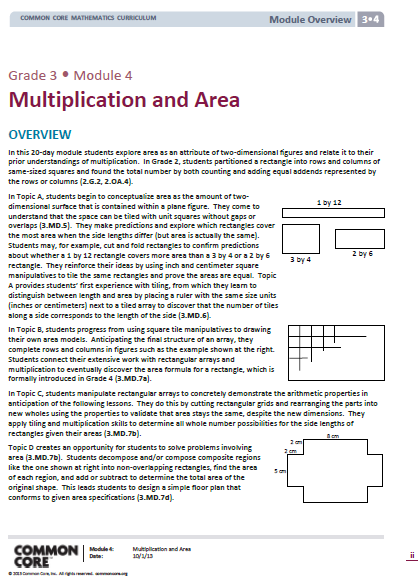 COMMON CORE MATHEMATICS CURRICULUM
Module Overview 3•4
Grade 3 • Module 4
Multiplication and Area
OVERVIEW
In this 20-day module students explore area as an attribute of two-dimensional figures and relate it to their
prior understandings of multiplication. In Grade 2, students partitioned a rectangle into rows and columns of
same-sized squares and found the total number by both counting and adding equal addends represented by
the rows or columns (2.G.2, 2.OA.4).
In Topic A, students begin to conceptualize area as the amount of two-
dimensional surface that is contained within a plane figure. They come to
understand that the space can be tiled with unit squares without gaps or
overlaps (3.MD.5). They make predictions and explore which rectangles cover
the most area when the side lengths differ (but area is actually the same).
Students may, for example, cut and fold rectangles to confirm predictions
about whether a 1 by 12 rectangle covers more area than a 3 by 4 or a 2 by 6
rectangle. They reinforce their ideas by using inch and centimeter square
manipulatives to tile the same rectangles and prove the areas are equal. Topic
A provides students' first experience with tiling, from which they learn to
distinguish between length and area by placing a ruler with the same size units
(inches or centimeters) next to a tiled array to discover that the number of tiles
along a side corresponds to the length of the side (3.MD.6).
1 by 12
3 by 4
2 by 6
In Topic B, students progress from using square tile manipulatives to drawing
their own area models. Anticipating the final structure of an array, they
complete rows and columns in figures such as the example shown at the right.
Students connect their extensive work with rectangular arrays and
multiplication to eventually discover the area formula for a rectangle, which is
formally introduced in Grade 4 (3.MD.7a).
In Topic C, students manipulate rectangular arrays to concretely demonstrate the arithmetic properties in
anticipation of the following lessons. They do this by cutting rectangular grids and rearranging the parts into
new wholes using the properties to validate that area stays the same, despite the new dimensions. They
apply tiling and multiplication skills to determine all whole number possibilities for the side lengths of
rectangles given their areas (3.MD.7b).
Topic D creates an opportunity for students to solve problems involving
area (3.MD.7b). Students decompose and/or compose composite regions
like the one shown at right into non-overlapping rectangles, find the area
of each region, and add or subtract to determine the total area of the
original shape. This leads students to design a simple floor plan that
conforms to given area specifications (3.MD.7d).
8 cm
2 cm
2 cm
5 cm
COMMON
CORE
Module 4: Multiplication and Area
Date: 10/1/13
ii
© 2013 Common Core, Inc. All rights reserved. commoncore.org